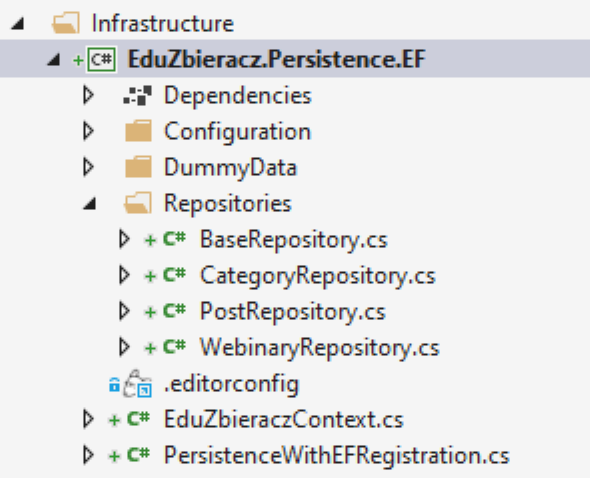 Infrastructure
+ C# EduZbieracz.Persistence.EF
Dependencies
Configuration
DummyData
Repositories
+ C# BaseRepository.cs
+ C# CategoryRepository.cs
+ C# PostRepository.cs
+ C# WebinaryRepository.cs
.editorconfig
+ C# EduZbieraczContext.cs
+ C# PersistenceWithEFRegistration.cs